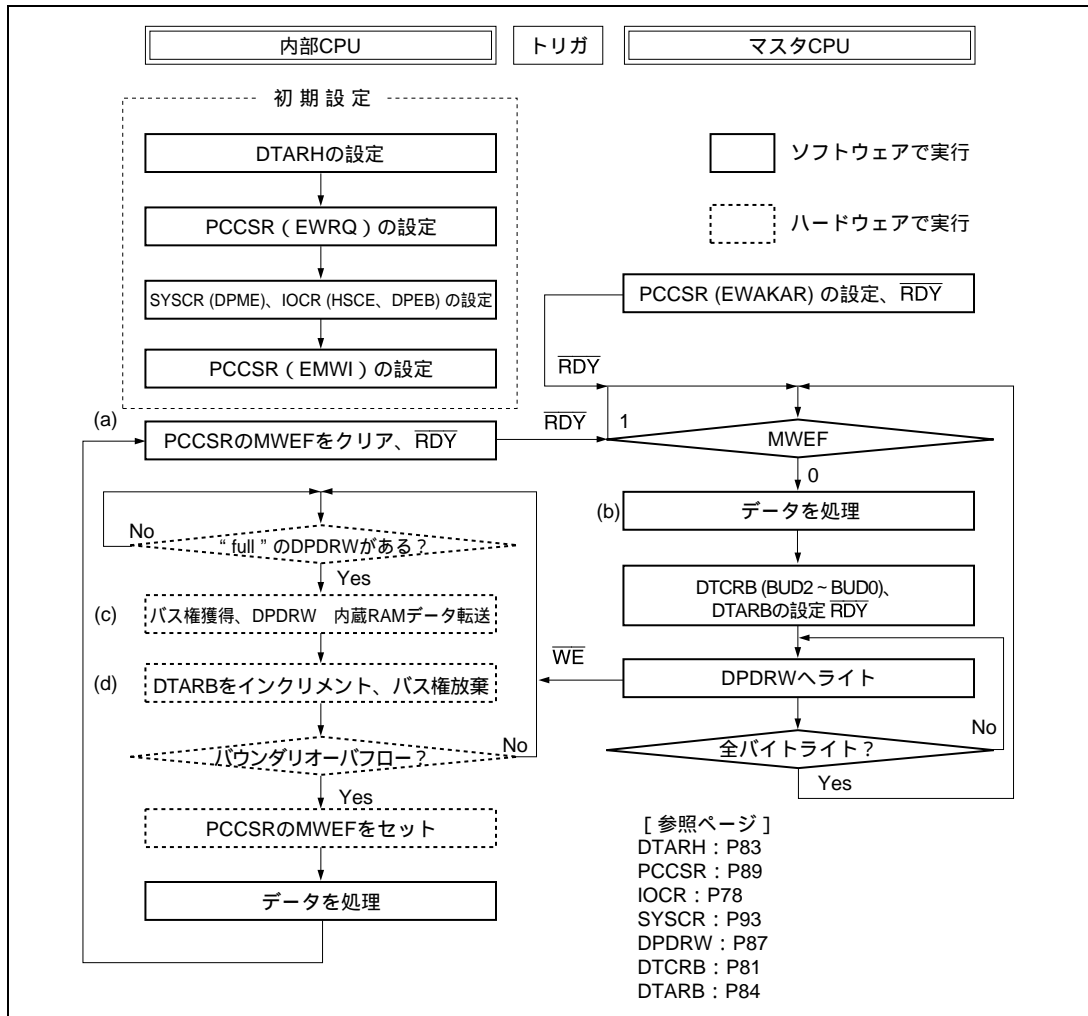 内部CPU
トリガ
マスタCPU
初期設定
DTARHの設定
PCCSR（EWRQ）の設定
SYSCR (DPME)、IOCR (HSCE、DPEB) の設定
PCCSR（EMWI）の設定
ソフトウェアで実行
ハードウェアで実行
PCCSR (EWAKAR) の設定、RDY
RDY
(a)
PCCSRのMWEFをクリア、RDY
RDY
1
MWEF
0
(b)
データを処理
DTCRB (BUD2～BUD0)、
DTARBの設定 RDY
DPDRWへライト
全バイトライト？
No
Yes
WE
“full”のDPDRWがある？
No
Yes
(c)
バス権獲得、DPDRW 内蔵RAMデータ転送
(d)
DTARBをインクリメント、バス権放棄
バウンダリオーバフロー？
No
Yes
PCCSRのMWEFをセット
データを処理
［参照ページ］
DTARH：P83
PCCSR：P89
IOCR：P78
SYSCR：P93
DPDRW：P87
DTCRB：P81
DTARB：P84